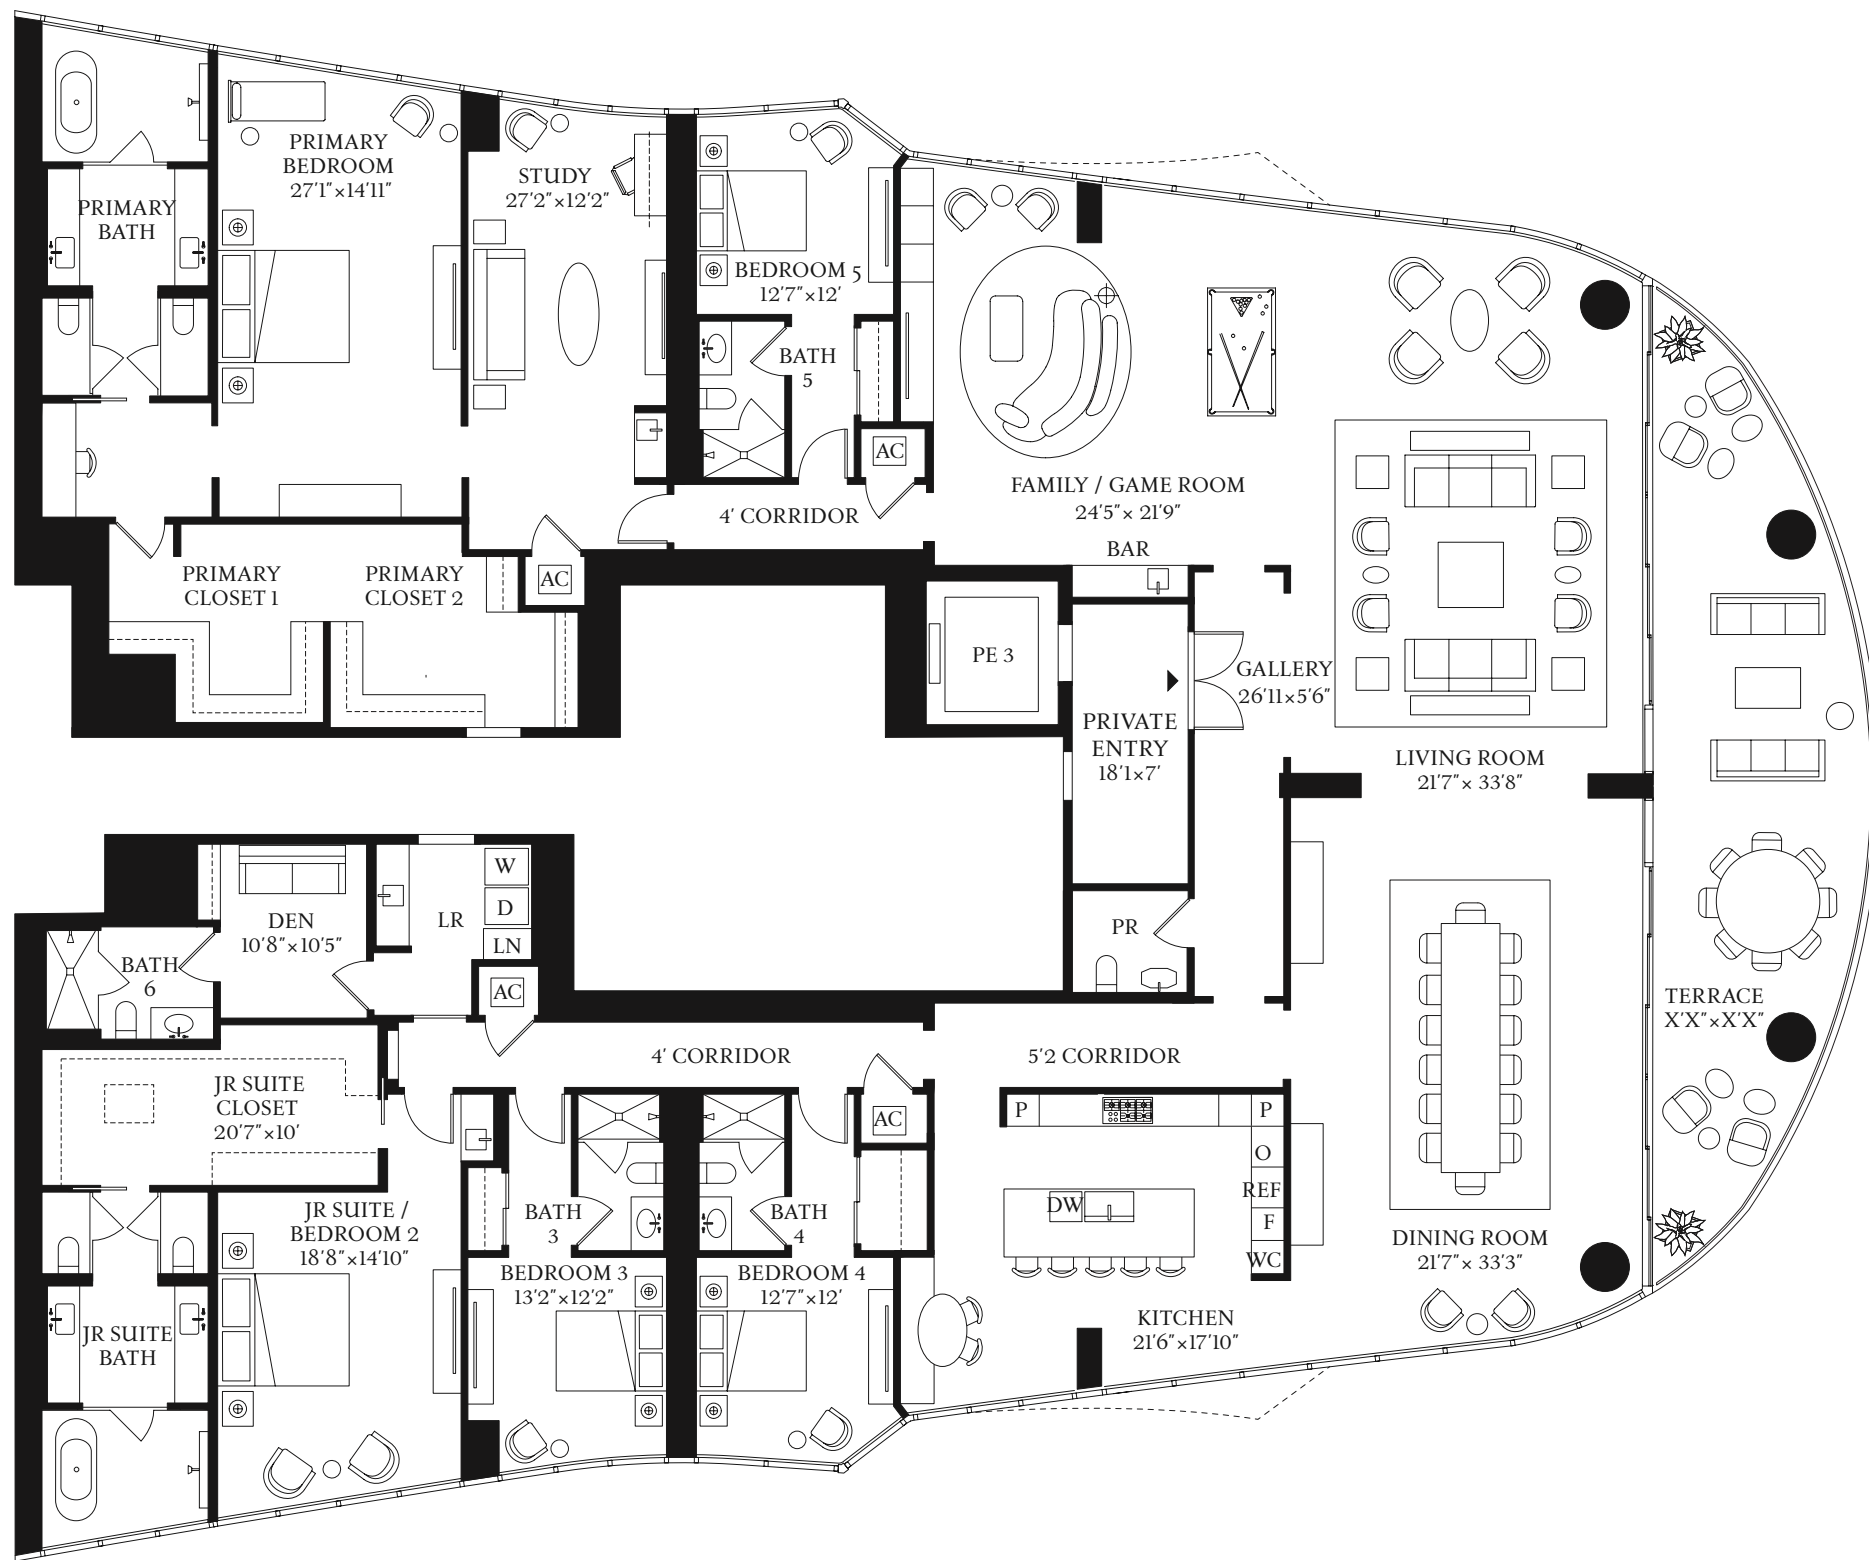 PRIMARY
BEDROOM
27'1"×14'11"
STUDY
27'2"×12'2"
PRIMARY
BATH
BEDROOM 5
12'7"×12'
BATH
5
AC
4' CORRIDOR
FAMILY / GAME ROOM
24'5"× 21'9"
BAR
PRIMARY
CLOSET 1
PRIMARY
CLOSET 2
AC
PE 3
GALLERY
26'11×5'6"
PRIVATE
ENTRY
18'1×7'
LIVING ROOM
21'7"× 33'8"
W
D
LN
LR
DEN
10'8"×10'5"
BATH
6
AC
PR
TERRACE
X'X"×X'X"
4' CORRIDOR
5'2 CORRIDOR
JR SUITE
CLOSET
20'7"×10'
AC
P
P
O
REF
F
WC
DW
JR SUITE /
BEDROOM 2
18'8"×14'10"
BATH
3
BATH
4
DINING ROOM
21'7"× 33'3"
BEDROOM 3
13'2"×12'2"
BEDROOM 4
12'7"×12'
KITCHEN
21'6"×17'10"
JR SUITE
BATH